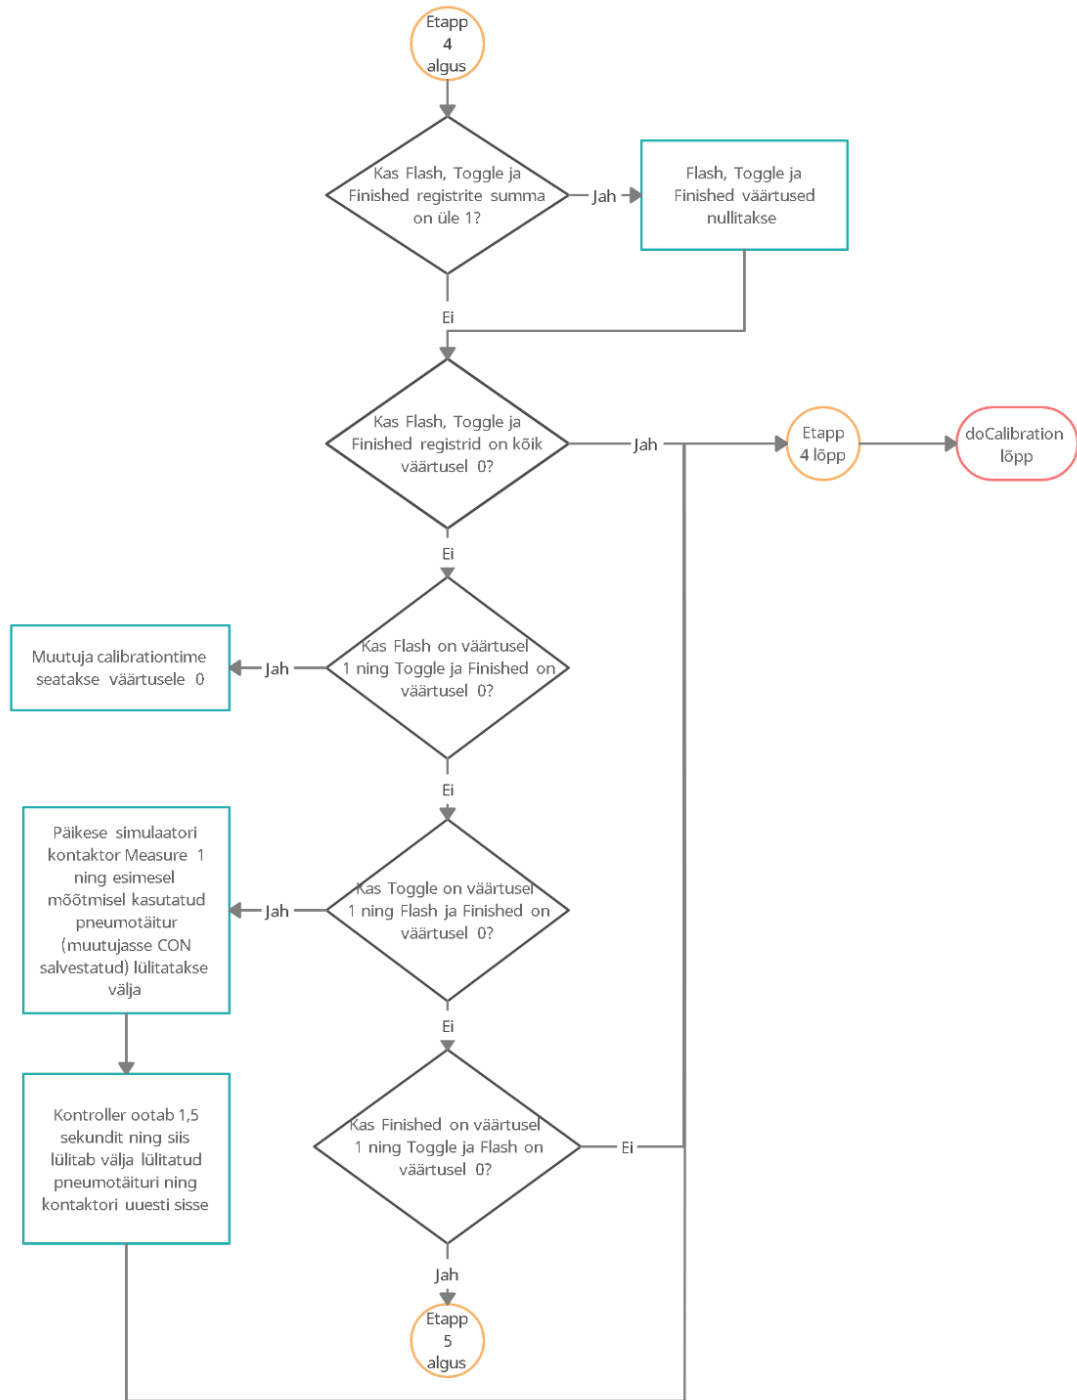 Etapp
4
algus
Kas Flash, Toggle ja
Finished registrite summa
on üle 1?
Jah
Flash, Toggle ja
Finished väärtused
nullitakse
Ei
Kas Flash, Toggle ja
Finished registrid on kõik
väärtusel 0?
Jah
Etapp
4 lõpp
doCalibration
lõpp
Ei
Kas Flash on väärtusel
1 ning Toggle ja Finished on
väärtusel 0?
Jah
Muutuja calibrationtime
seatakse väärtusele 0
Ei
Kas Toggle on väärtusel
1 ning Flash ja Finished on
väärtusel 0?
Jah
Päikese simulaatori
kontaktor Measure 1
ning esimesel
mõõtmisel kasutatud
pneumotäitur
(muutujasse CON
salvestatud) lülitatakse
välja
Kontroller ootab 1,5
sekundit ning siis
lülitab välja lülitatud
pneumotäituri ning
kontaktori uuesti sisse
Ei
Kas Finished on väärtusel
1 ning Toggle ja Flash on
väärtusel 0?
Ei
Jah
Etapp
5
algus